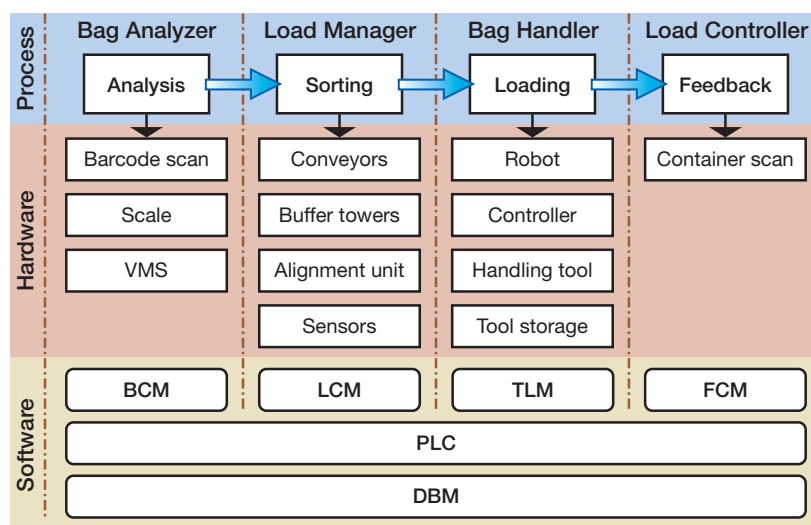 Bag Analyzer Load Manager Bag Handler Load Controller
Process
Analysis Sorting Loading Feedback
Hardware
Barcode scan Conveyors Robot Container scan
Scale Buffer towers Controller
VMS Alignment unit Handling tool
Sensors Tool storage
Software
BCM LCM TLM FCM
PLC
DBM